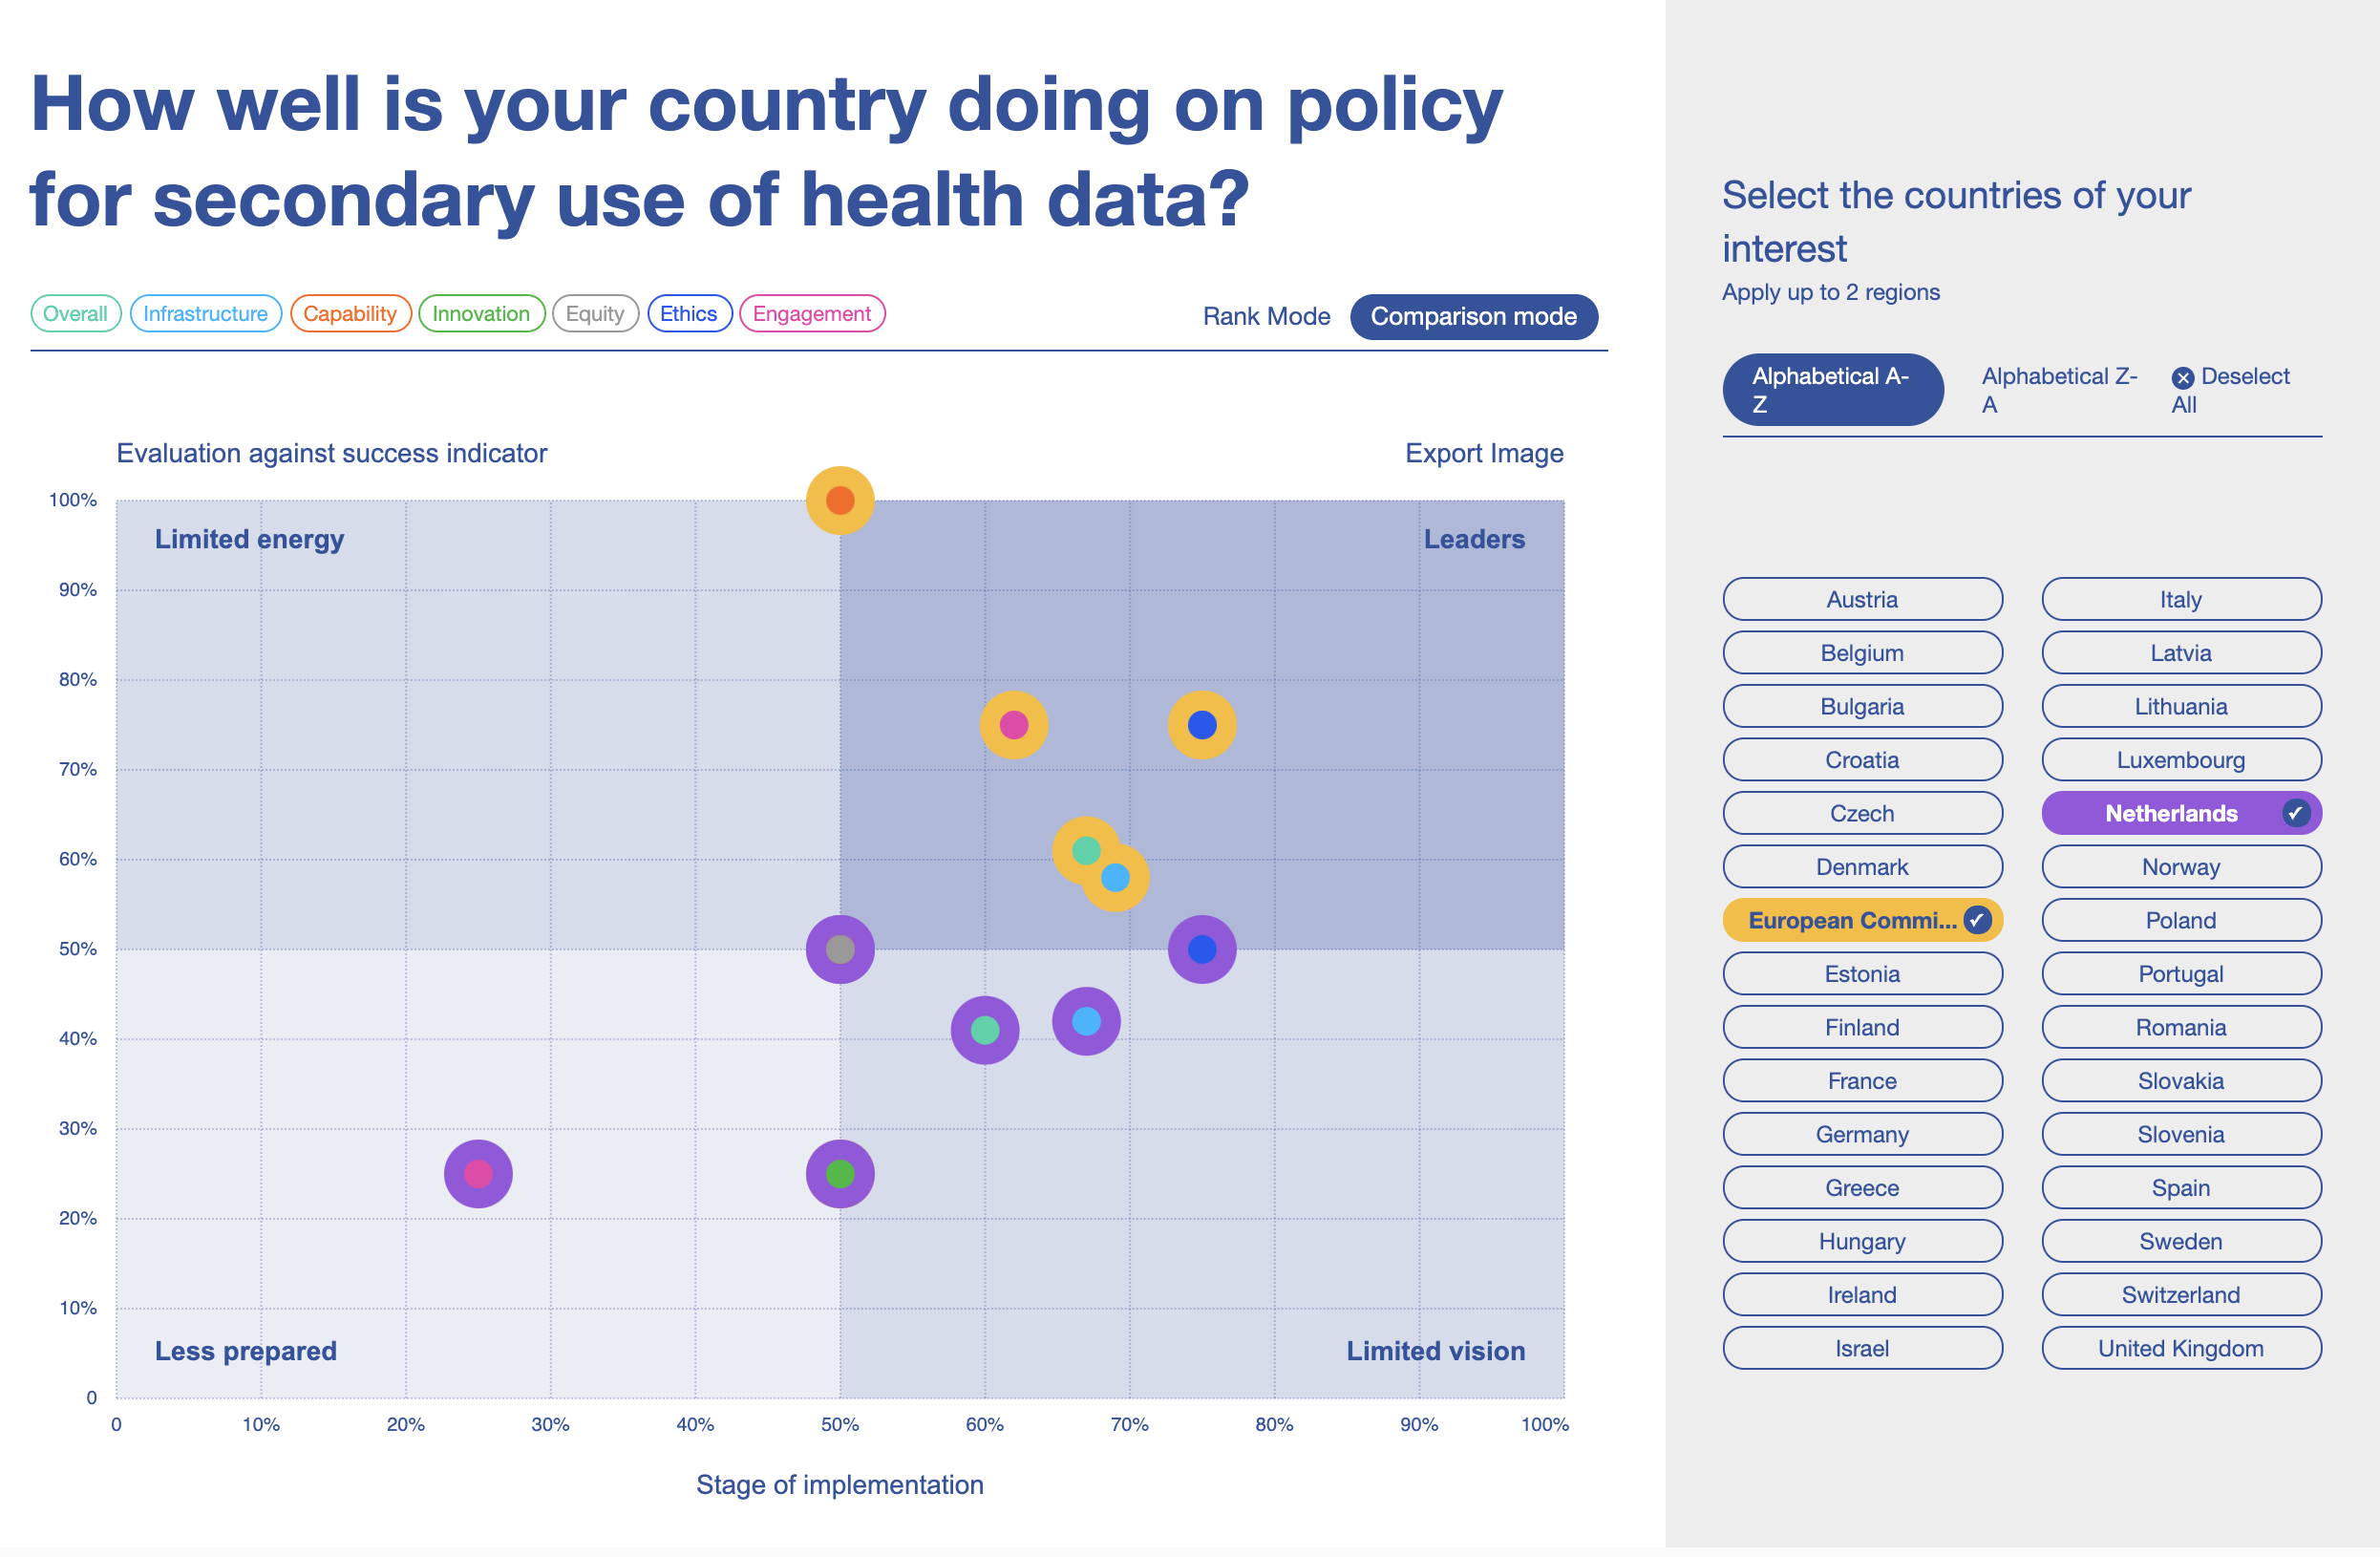 How well is your country doing on policy
for secondary use of health data?
Overall Infrastructure Capability Innovation Equity Ethics Engagement
Rank Mode Comparison mode
Evaluation against success indicator
Export Image
100%
90%
80%
70%
60%
50%
40%
30%
20%
10%
0
Limited energy
Leaders
Less prepared
Limited vision
0 10% 20% 30% 40% 50% 60% 70% 80% 90% 100%
Stage of implementation
Select the countries of your
interest
Apply up to 2 regions
Alphabetical A-
Z
Alphabetical Z-
A
Deselect
All
Austria
Belgium
Bulgaria
Croatia
Czech
Denmark
European Commi...
Estonia
Finland
France
Germany
Greece
Hungary
Ireland
Israel
Italy
Latvia
Lithuania
Luxembourg
Netherlands
Norway
Poland
Portugal
Romania
Slovakia
Slovenia
Spain
Sweden
Switzerland
United Kingdom